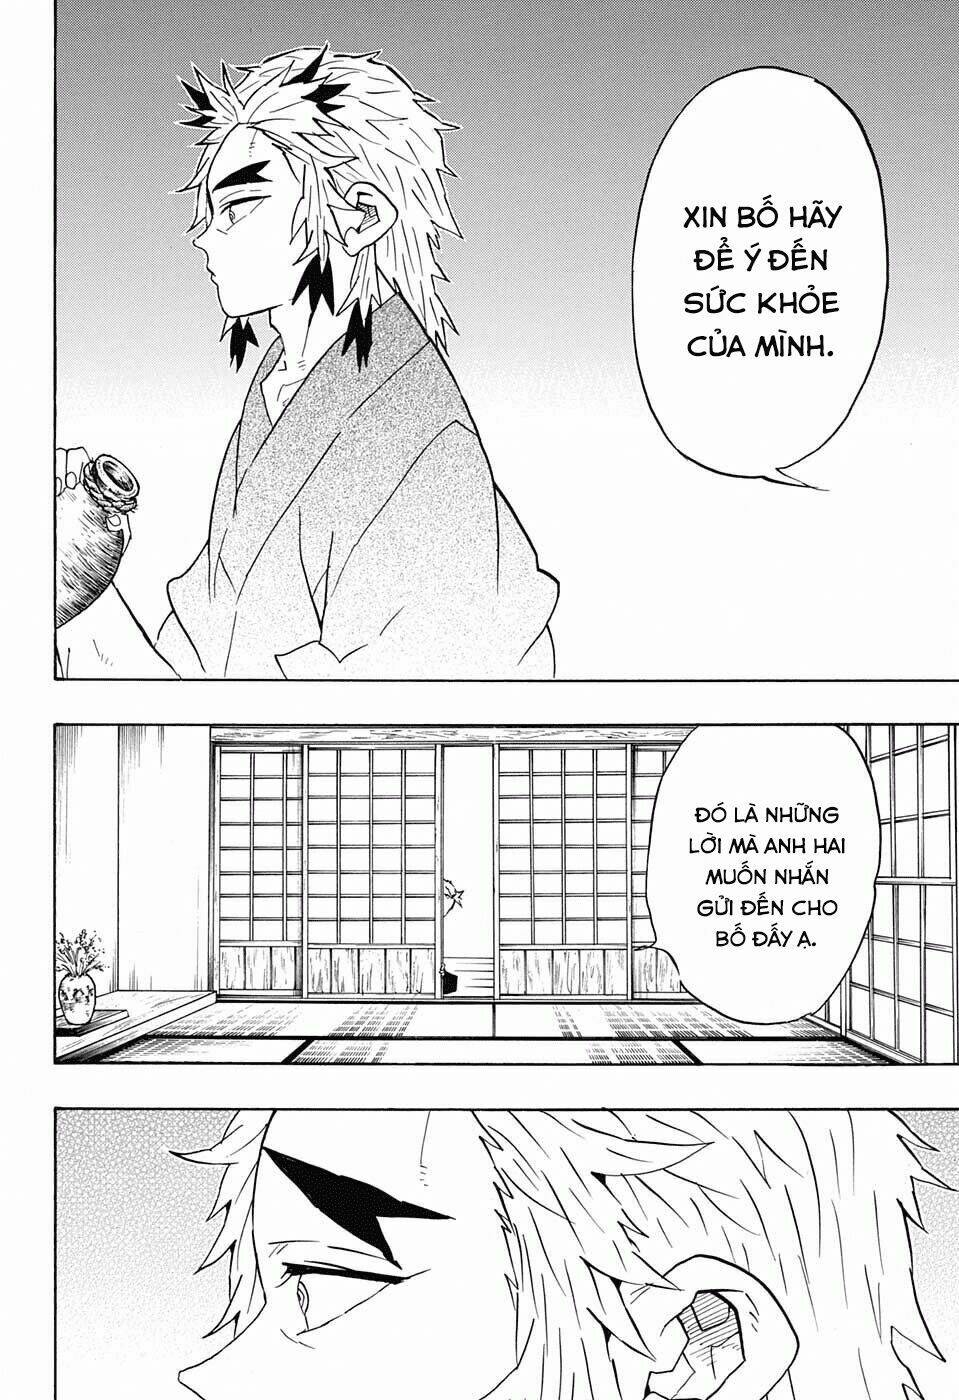 XIN BỐ HÃY
ĐỂ Ý ĐẾN
SỨC KHỎE
CỦA MÌNH.
ĐÓ LÀ NHỮNG
LỜI MÀ ANH HAI
MUỐN NHẮN
GỬI ĐẾN CHO
BỐ ĐẤY Ạ.